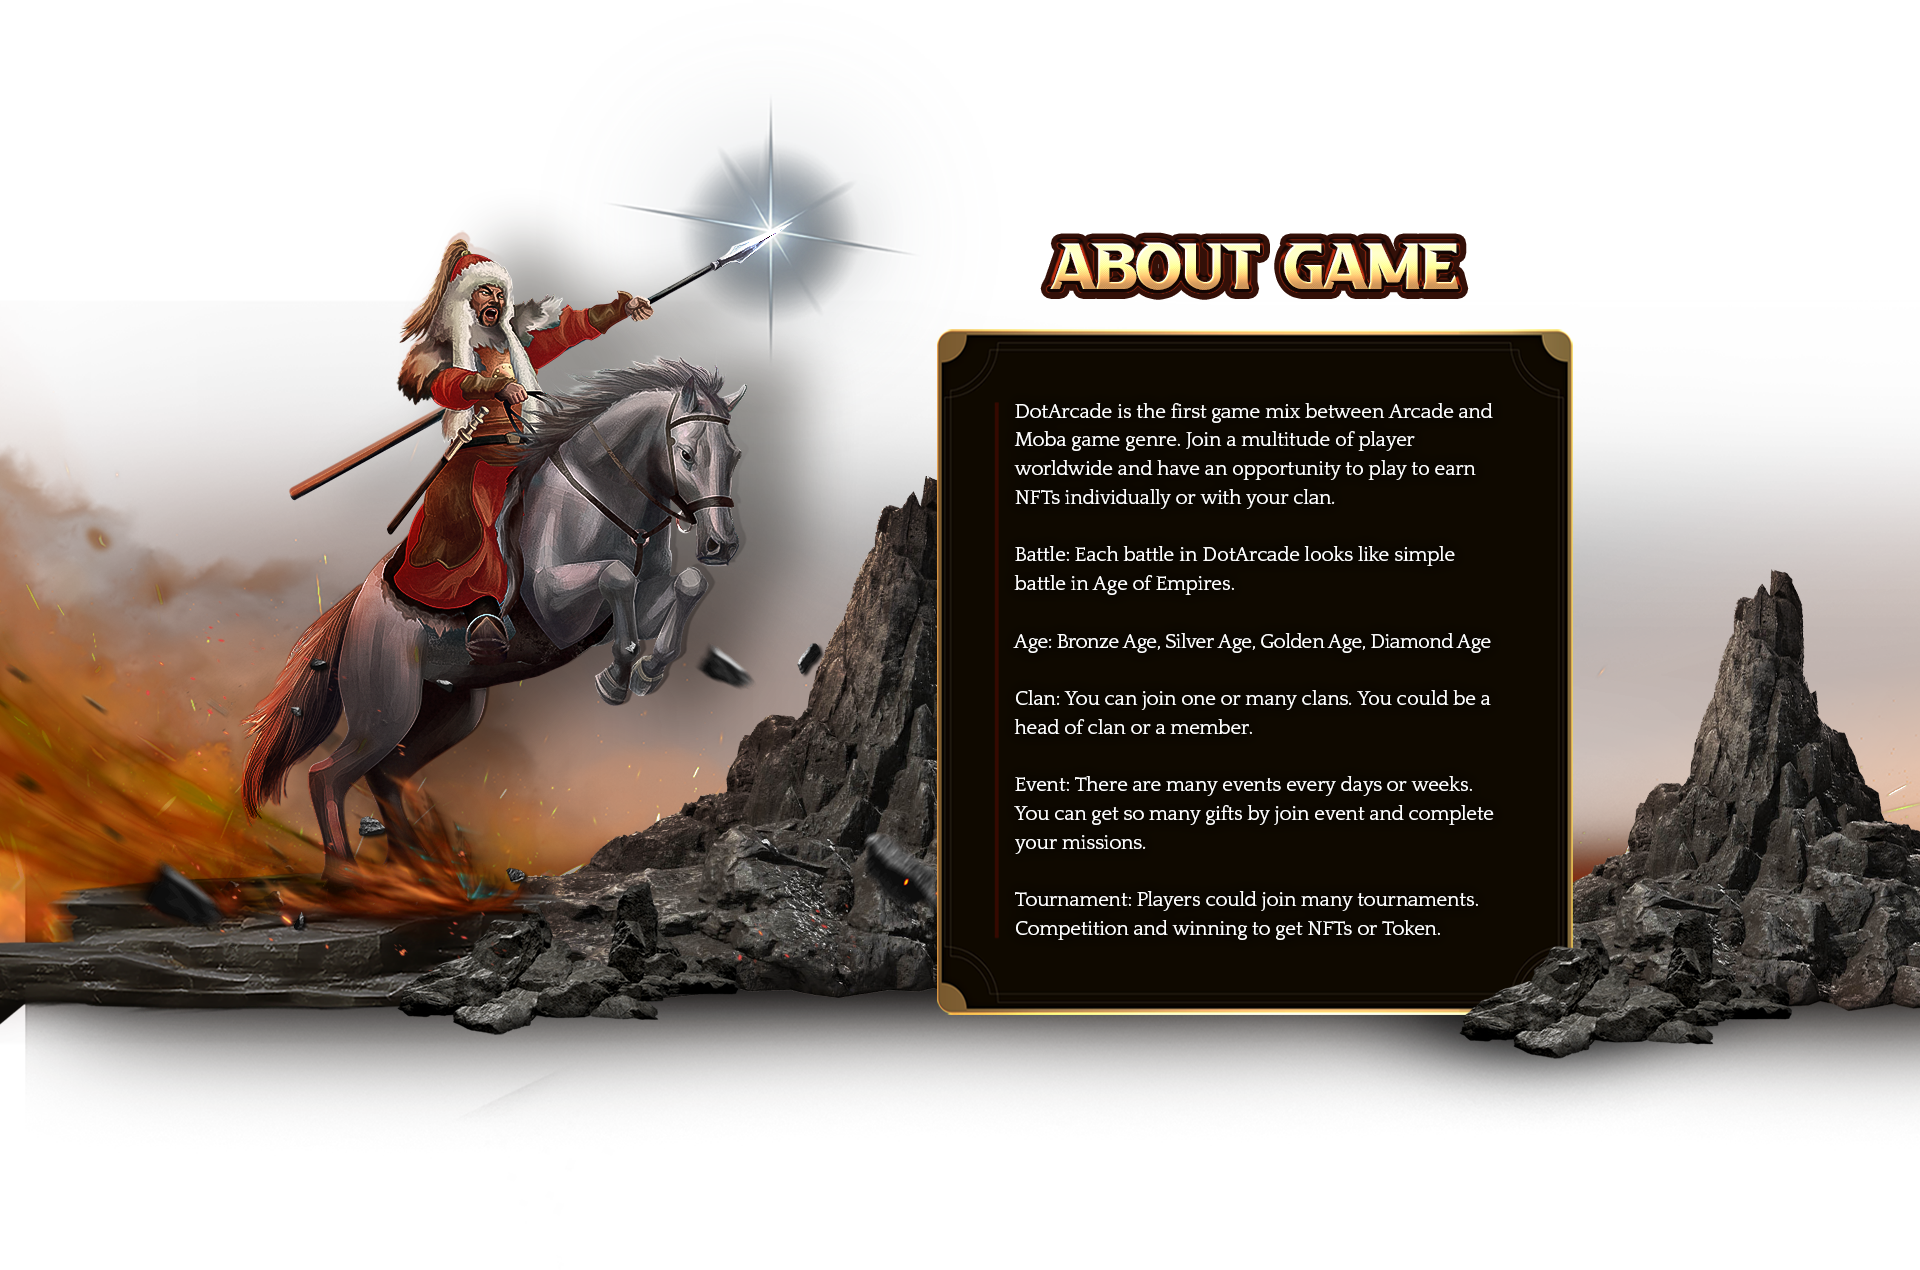 ABOUT GAME
DotArcade is the first game mix between Arcade and
Moba game genre. Join a multitude of player
worldwide and have an opportunity to play to earn
NFTs individually or with your clan.
Battle: Each battle in DotArcade looks like simple
battle in Age of Empires.
Age: Bronze Age, Silver Age, Golden Age, Diamond Age
Clan: You can join one or many clans. You could be a
head of clan or a member.
Event: There are many events every days or weeks.
You can get so many gifts by join event and complete
your missions.
Tournament: Players could join many tournaments.
Competition and winning to get NFTs or Token.